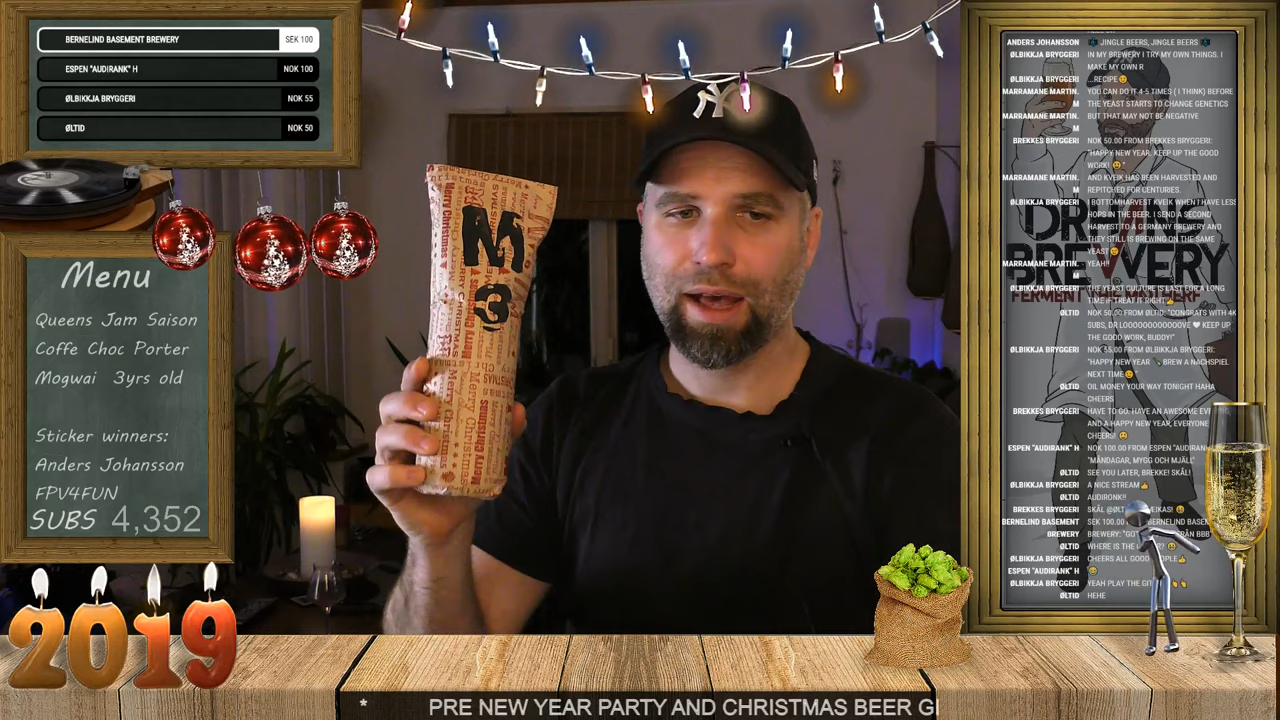 BERNELIND BASEMENT BREWERY SEK 100
ESPEN "AUDIRANK" H NOK 100
ØLBIKKJA BRYGGERI NOK 55
ØLTID NOK 50
Menu
Queens Jam Saison
Coffe Choc Porter
Mogwai 3yrs old
Sticker winners:
Anders Johansson
FPV4FUN
SUBS 4,352
2019
M
3
Merry Christmas
NY
ANDERS JOHANSSON JINGLE BEERS, JINGLE BEERS
ØLBIKKJA BRYGGERI IN MY BREWERY I TRY MY OWN THINGS. I
MAKE MY OWN R
ØLBIKKJA BRYGGERI ...RECIPE
MARRAMANE MARTIN. YOU CAN DO IT 4-5 TIMES ( I THINK) BEFORE
M THE YEAST STARTS TO CHANGE GENETICS
MARRAMANE MARTIN. BUT THAT MAY NOT BE NEGATIVE
M
BREKKES BRYGGERI NOK 50.00 FROM BREKKES BRYGGERI:
"HAPPY NEW YEAR. KEEP UP THE GOOD
WORK! "
MARRAMANE MARTIN. AND KVEIK HAS BEEN HARVESTED AND
M REPITCHED FOR CENTURIES.
ØLBIKKJA BRYGGERI I BOTTOMHARVEST KVEIK WHEN I HAVE LESS
HOPS IN THE BEER. I SEND A SECOND
HARVEST TO A GERMANY BREWERY AND
THEY STILL IS BREWING ON THE SAME
YEAST
MARRAMANE MARTIN. YEAH!!
M
ØLBIKKJA BRYGGERI THE YEAST CULTURE IS LAST FOR A LONG
TIME IF TREAT IT RIGHT
ØLTID NOK 50.00 FROM ØLTID: "CONGRATS WITH 4K
SUBS, DR LOOOOOOOOOOOOVE KEEP UP
THE GOOD WORK, BUDDY!"
ØLBIKKJA BRYGGERI NOK 55.00 FROM ØLBIKKJA BRYGGERI:
"HAPPY NEW YEAR BREW A NACHSPIEL
NEXT TIME
ØLTID OIL MONEY YOUR WAY TONIGHT HAHA
CHEERS
BREKKES BRYGGERI HAVE TO GO. HAVE AN AWESOME
AND A HAPPY NEW YEAR, EVERYONE
CHEERS!
ESPEN "AUDIRANK" H NOK 100.00 FROM ESPEN
"MÅNDAGAR, MYGG OCH MJÄLL"
ØLTID SEE YOU LATER, BREKKE! SKÅL!
ØLBIKKJA BRYGGERI A NICE STREAM
ØLTID AUDIRONK!!
BREKKES BRYGGERI SKÅL
BERNELIND BASEMENT SEK 100.00
BREWERY BREWERY:
ØLTID WHERE IS THE
ØLBIKKJA BRYGGERI CHEERS ALL GOOD
ESPEN "AUDIRANK" H
ØLBIKKJA BRYGGERI YEAH PLAY THE
ØLTID HEHE
BREWERY
* PRE NEW YEAR PARTY AND CHRISTMAS BEER GI